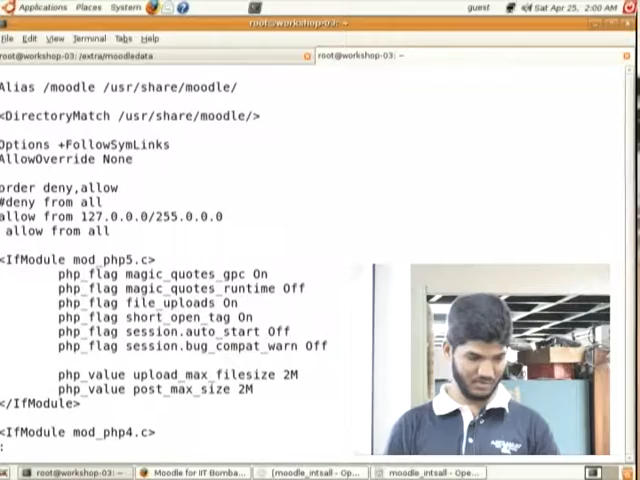 Applications Places System guest Sat Apr 25, 2:00 AM
root@workshop-03: ~
File Edit View Terminal Tabs Help
root@workshop-03: /extra/moodledata root@workshop-03: ~
Alias /moodle /usr/share/moodle/
<DirectoryMatch /usr/share/moodle/>
Options +FollowSymLinks
AllowOverride None
order deny,allow
#deny from all
allow from 127.0.0.0/255.0.0.0
allow from all
<IfModule mod_php5.c>
php_flag magic_quotes_gpc On
php_flag magic_quotes_runtime Off
php_flag file_uploads On
php_flag short_open_tag On
php_flag session.auto_start Off
php_flag session.bug_compat_warn Off
php_value upload_max_filesize 2M
php_value post_max_size 2M
</IfModule>
<IfModule mod_php4.c>
:
root@workshop-03: ~ Moodle for IIT Bomba... [moodle_intsall - Ope... moodle_intsall - Ope...